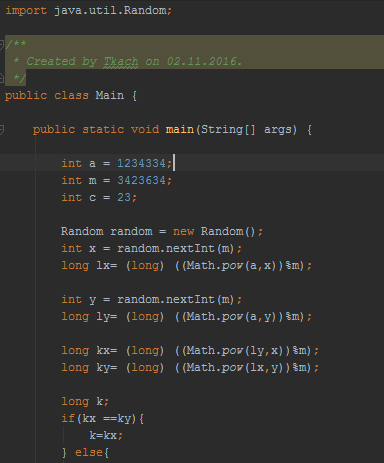 import java.util.Random;
/**
* Created by Tkach on 02.11.2016.
*/
public class Main {
public static void main(String[] args) {
int a = 1234334;
int m = 3423634;
int c = 23;
Random random = new Random();
int x = random.nextInt(m);
long lx= (long) ((Math.pow(a,x))%m);
int y = random.nextInt(m);
long ly= (long) ((Math.pow(a,y))%m);
long kx= (long) ((Math.pow(ly,x))%m);
long ky= (long) ((Math.pow(lx,y))%m);
long k;
if(kx ==ky){
k=kx;
} else{